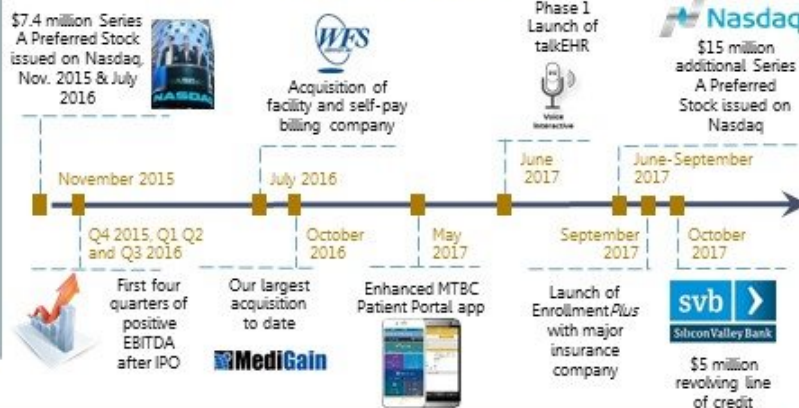 $7.4 million Series
A Preferred Stock
issued on Nasdaq,
Nov. 2015 & July
2016
NASDAQ
WFS
Acquisition of
facility and self-pay
billing company
Phase 1
Launch of
talkEHR
Voice
Interactive
Nasdaq
$15 million
additional Series
A Preferred
Stock issued on
Nasdaq
November 2015
July 2016
June
2017
June-September
2017
Q4 2015, Q1 Q2
and Q3 2016
October
2016
May
2017
September
2017
October
2017
First four
quarters of
positive
EBITDA
after IPO
Our largest
acquisition
to date
MediGain
Enhanced MTBC
Patient Portal app
Launch of
EnrollmentPlus
with major
insurance
company
svb
Silicon Valley Bank
$5 million
revolving line
of credit